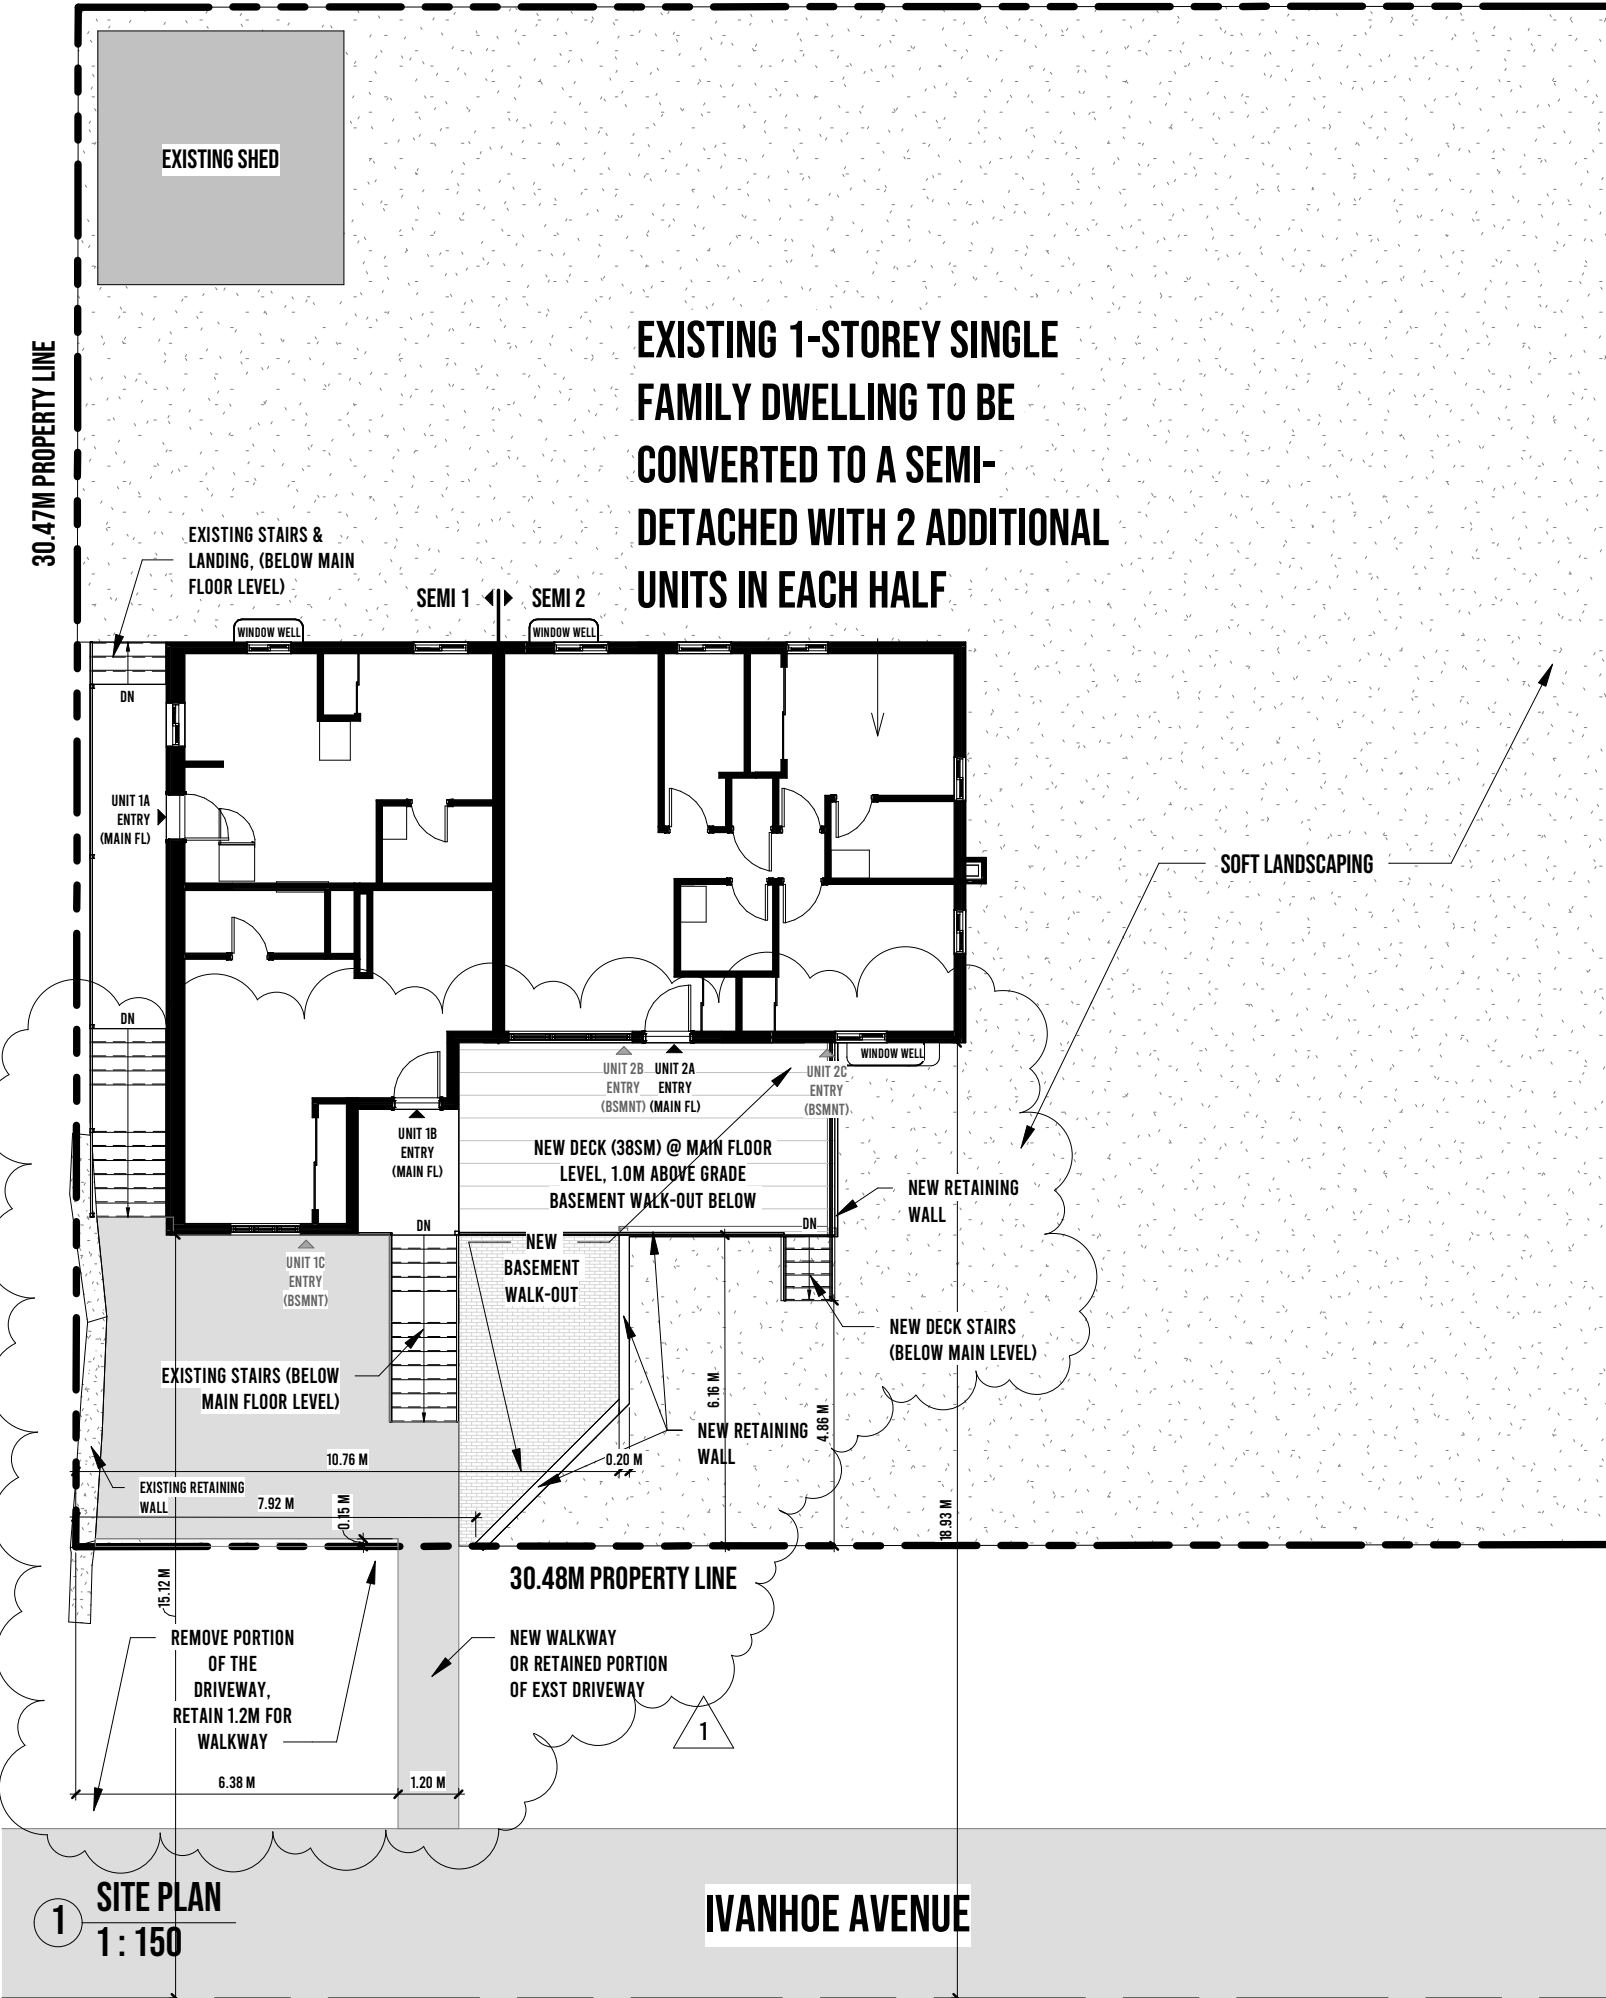 EXISTING SHED
30.47M PROPERTY LINE
EXISTING 1-STOREY SINGLE
FAMILY DWELLING TO BE
CONVERTED TO A SEMI-
DETACHED WITH 2 ADDITIONAL
UNITS IN EACH HALF
EXISTING STAIRS &
LANDING, (BELOW MAIN
FLOOR LEVEL)
SEMI 1
SEMI 2
WINDOW WELL
WINDOW WELL
DN
UNIT 1A
ENTRY
(MAIN FL)
SOFT LANDSCAPING
DN
WINDOW WELL
UNIT 2B
ENTRY
(BSMNT)
UNIT 2A
ENTRY
(MAIN FL)
UNIT 2C
ENTRY
(BSMNT)
UNIT 1B
ENTRY
(MAIN FL)
NEW DECK (38SM) @ MAIN FLOOR
LEVEL, 1.0M ABOVE GRADE
BASEMENT WALK-OUT BELOW
NEW RETAINING
WALL
DN
DN
NEW
BASEMENT
WALK-OUT
UNIT 1C
ENTRY
(BSMNT)
NEW DECK STAIRS
(BELOW MAIN LEVEL)
EXISTING STAIRS (BELOW
MAIN FLOOR LEVEL)
6.16 M
4.86 M
NEW RETAINING
WALL
10.76 M
0.20 M
EXISTING RETAINING
WALL
7.92 M
0.15 M
18.93 M
30.48M PROPERTY LINE
15.12 M
REMOVE PORTION
OF THE
DRIVEWAY,
RETAIN 1.2M FOR
WALKWAY
NEW WALKWAY
OR RETAINED PORTION
OF EXST DRIVEWAY
1
6.38 M
1.20 M
1
SITE PLAN
1 : 150
IVANHOE AVENUE